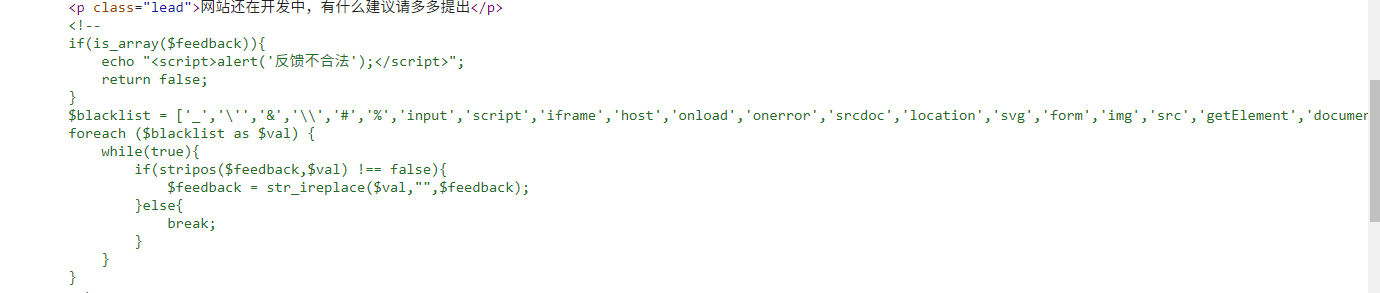 <p class="lead">网站还在开发中，有什么建议请多多提出</p>
<!--
if(is_array($feedback)){
    echo "<script>alert('反馈不合法');</script>";
    return false;
}
$blacklist = ['_','\'','&','\\','#','%','input','script','iframe','host','onload','onerror','srcdoc','location','svg','form','img','src','getElement','documen
foreach ($blacklist as $val) {
    while(true){
        if(stripos($feedback,$val) !== false){
            $feedback = str_ireplace($val,"",$feedback);
        }else{
            break;
        }
    }
}